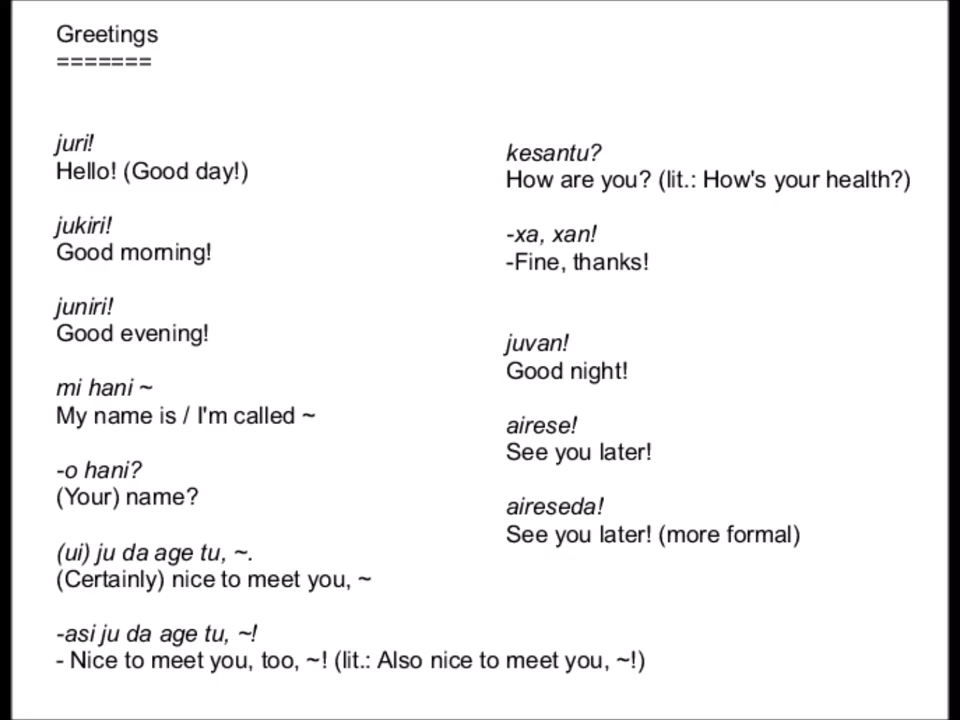 Greetings
=======
juri!
Hello! (Good day!)
jukiri!
Good morning!
juniri!
Good evening!
mi hani ~
My name is / I'm called ~
-o hani?
(Your) name?
(ui) ju da age tu, ~.
(Certainly) nice to meet you, ~
-asi ju da age tu, ~!
- Nice to meet you, too, ~! (lit.: Also nice to meet you, ~!)
kesantu?
How are you? (lit.: How's your health?)
-xa, xan!
-Fine, thanks!
juvan!
Good night!
airese!
See you later!
aireseda!
See you later! (more formal)